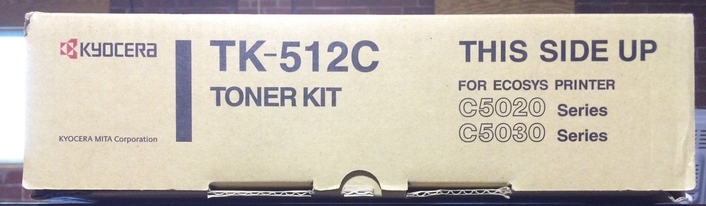 KYOCERA
KYOCERA MITA Corporation
TK-512C
TONER KIT
THIS SIDE UP
FOR ECOSYS PRINTER
C5020 Series
C5030 Series